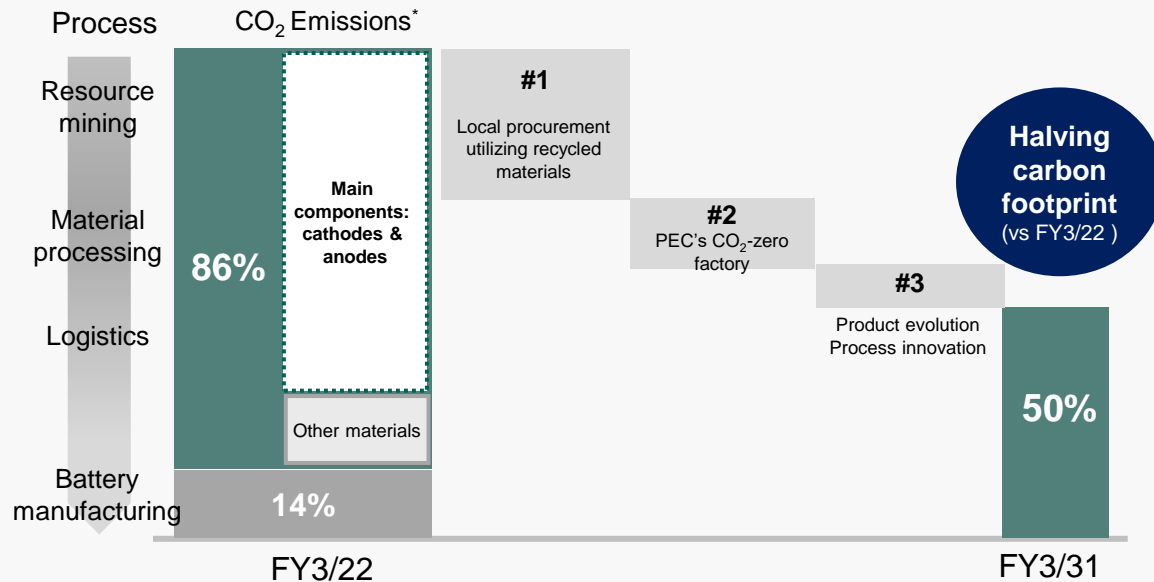 Process
CO₂ Emissions*
Resource
mining
Material
processing
Logistics
Battery
manufacturing
86%
Main
components:
cathodes &
anodes
Other materials
14%
#1
Local procurement
utilizing recycled
materials
#2
PEC's CO₂-zero
factory
#3
Product evolution
Process innovation
Halving
carbon
footprint
(vs FY3/22 )
50%
FY3/22
FY3/31